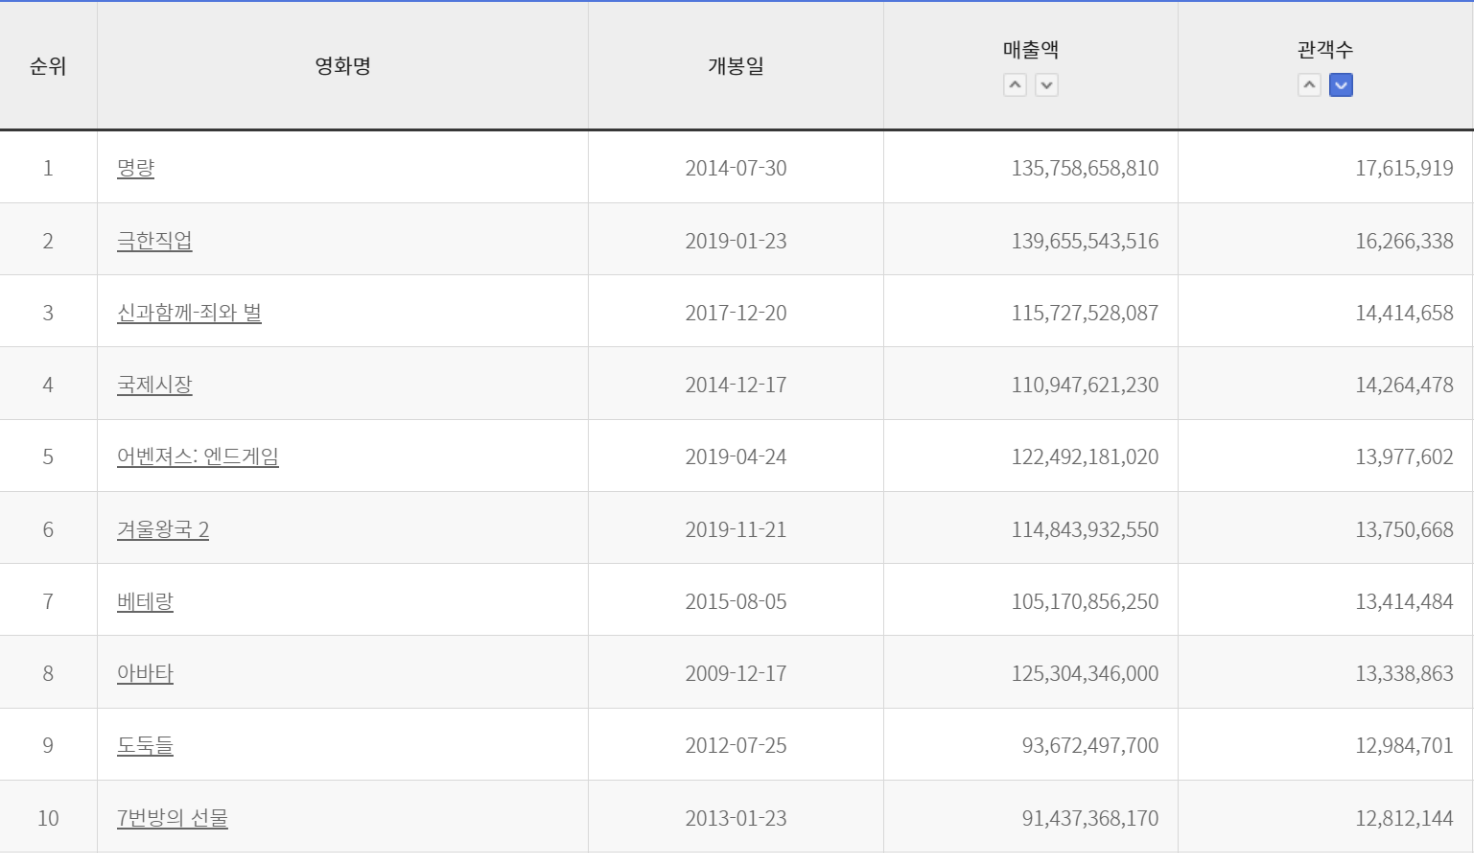 순위 영화명 개봉일 매출액 관객수
1 명량 2014-07-30 135,758,658,810 17,615,919
2 극한직업 2019-01-23 139,655,543,516 16,266,338
3 신과함께-죄와 벌 2017-12-20 115,727,528,087 14,414,658
4 국제시장 2014-12-17 110,947,621,230 14,264,478
5 어벤져스: 엔드게임 2019-04-24 122,492,181,020 13,977,602
6 겨울왕국 2 2019-11-21 114,843,932,550 13,750,668
7 베테랑 2015-08-05 105,170,856,250 13,414,484
8 아바타 2009-12-17 125,304,346,000 13,338,863
9 도둑들 2012-07-25 93,672,497,700 12,984,701
10 7번방의 선물 2013-01-23 91,437,368,170 12,812,144